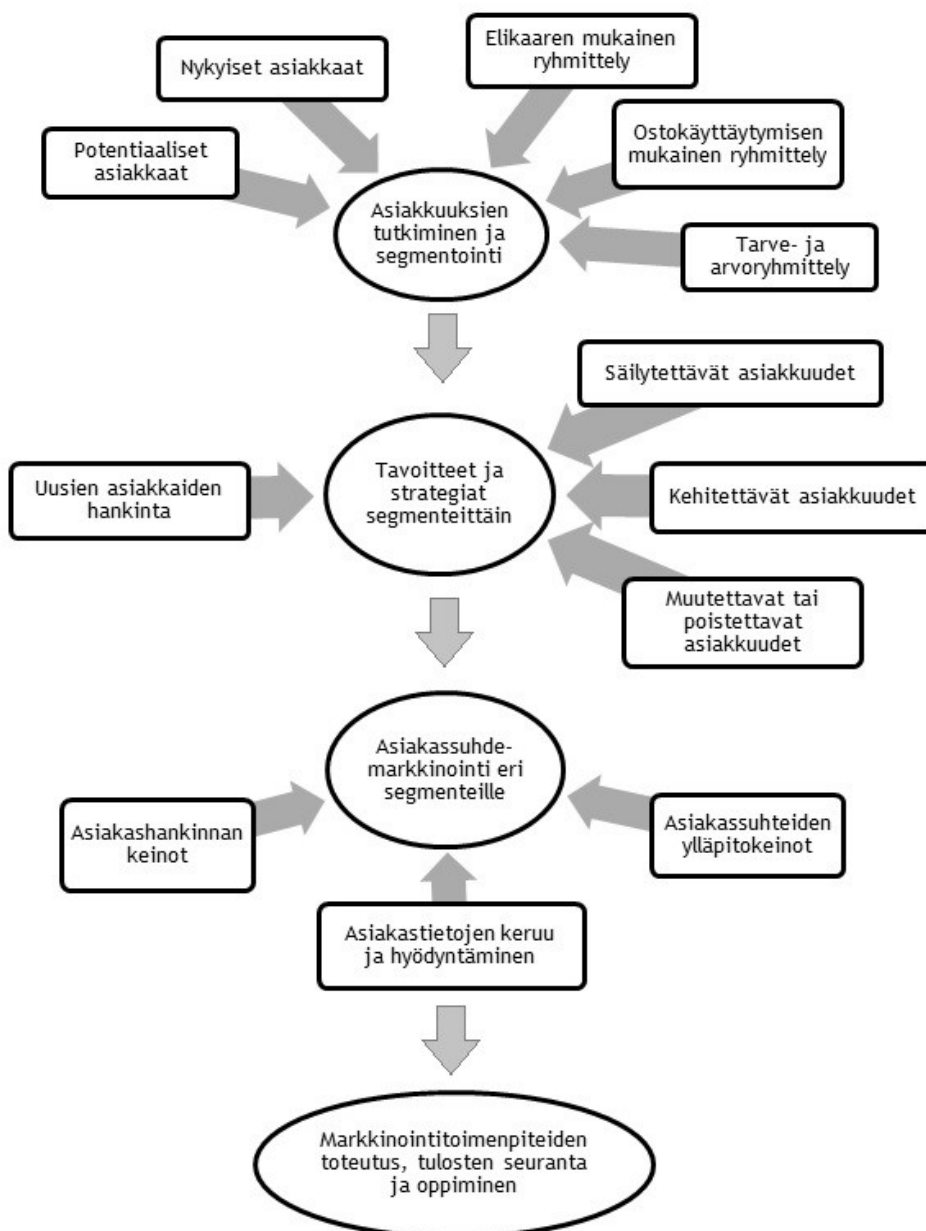 Elikaaren mukainen
ryhmittely
Nykyiset asiakkaat
Ostokäyttäytymisen
mukainen ryhmittely
Potentiaaliset
asiakkaat
Asiakkuuksien
tutkiminen ja
segmentointi
Tarve- ja
arvoryhmittely
Säilytettävät asiakkuudet
Uusien asiakkaiden
hankinta
Tavoitteet ja
strategiat
segmenteittäin
Kehitettävät asiakkuudet
Muutettavat tai
poistettavat
asiakkuudet
Asiakassuhde-
markkinointi eri
segmenteille
Asiakashankinnan
keinot
Asiakassuhteiden
ylläpitokeinot
Asiakastietojen keruu
ja hyödyntäminen
Markkinointitoimenpiteiden
toteutus, tulosten seuranta
ja oppiminen